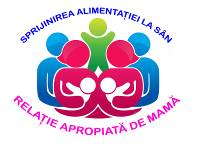 SPRIJINIREA ALIMENTAȚIEI LA SÂN
RELAȚIE APROPIATĂ DE MAMĂ